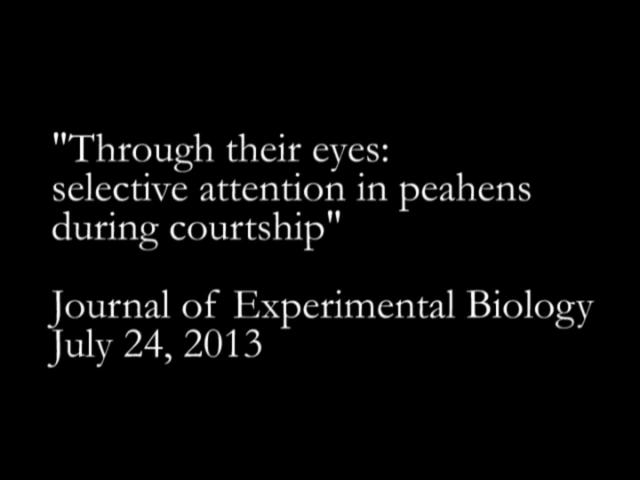 "Through their eyes:
selective attention in peahens
during courtship"
Journal of Experimental Biology
July 24, 2013